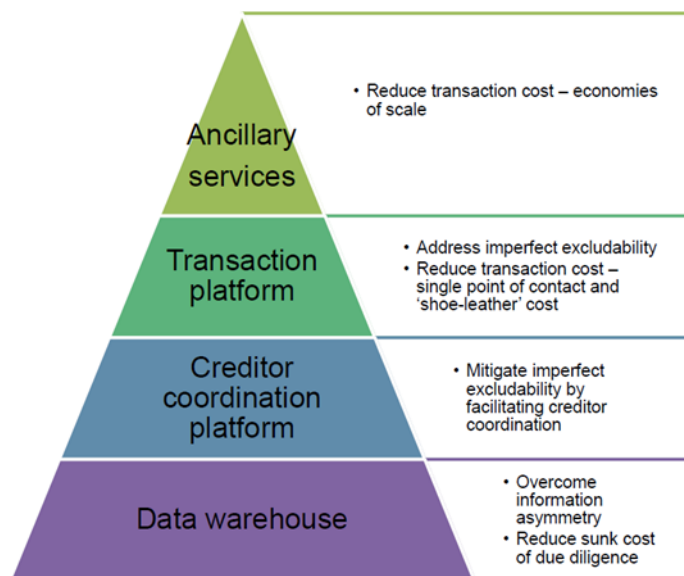 Ancillary
services
• Reduce transaction cost – economies
of scale
Transaction
platform
• Address imperfect excludability
• Reduce transaction cost –
single point of contact and
‘shoe-leather’ cost
Creditor
coordination
platform
• Mitigate imperfect
excludability by
facilitating creditor
coordination
Data warehouse
• Overcome
information
asymmetry
• Reduce sunk cost
of due diligence